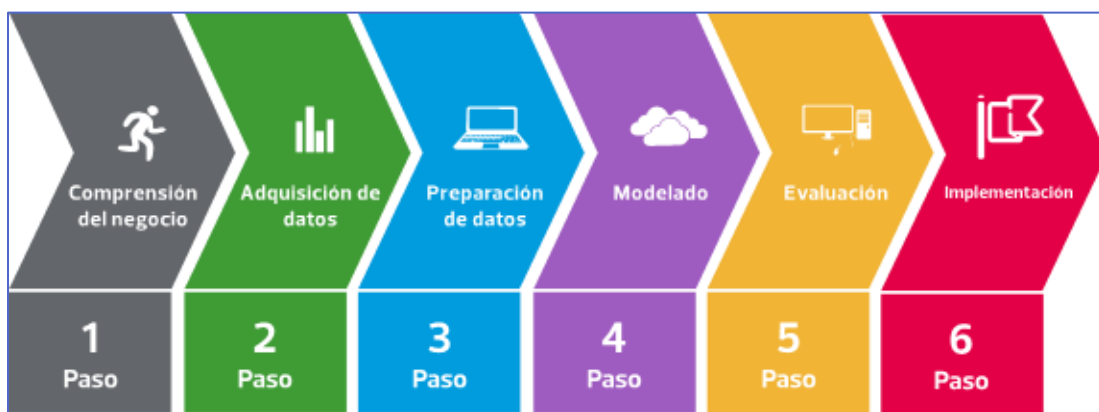 Comprensión
del negocio
Adquisición de
datos
Preparación
de datos
Modelado
Evaluación
Implementación
1
Paso
2
Paso
3
Paso
4
Paso
5
Paso
6
Paso